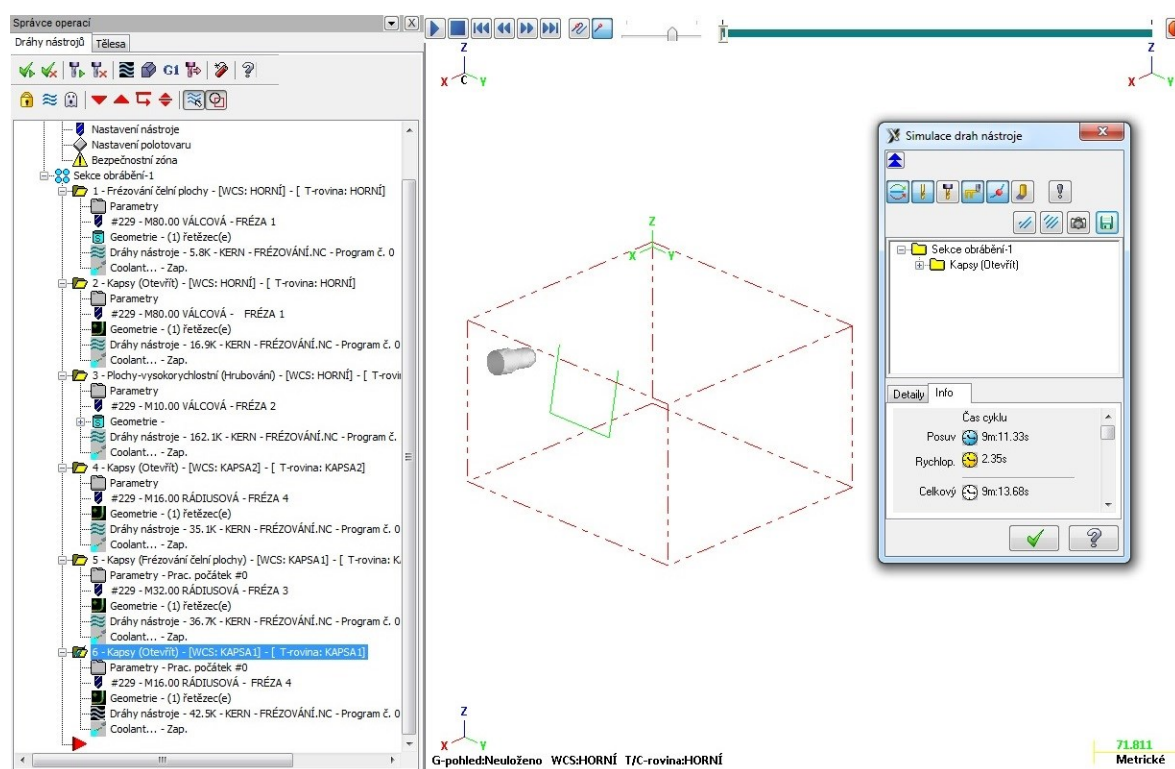 Správce operací
Dráhy nástrojů Tělesa
G1
Nastavení nástroje
Nastavení polotovaru
Bezpečnostní zóna
Sekce obrábění-1
1 - Frézování čelní plochy - [WCS: HORNÍ] - [ T-rovina: HORNÍ]
Parametry
#229 - M80.00 VÁLCOVÁ - FRÉZA 1
Geometrie - (1) řetězec(e)
Dráhy nástroje - 5.8K - KERN - FRÉZOVÁNÍ.NC - Program č. 0
Coolant... - Zap.
2 - Kapsy (Otevřít) - [WCS: HORNÍ] - [ T-rovina: HORNÍ]
Parametry
#229 - M80.00 VÁLCOVÁ - FRÉZA 1
Geometrie - (1) řetězec(e)
Dráhy nástroje - 16.9K - KERN - FRÉZOVÁNÍ.NC - Program č. 0
Coolant... - Zap.
3 - Plochy-vysokorychlostní (Hrubování) - [WCS: HORNÍ] - [ T-rovi
Parametry
#229 - M10.00 VÁLCOVÁ - FRÉZA 2
Geometrie -
Dráhy nástroje - 162.1K - KERN - FRÉZOVÁNÍ.NC - Program č.
Coolant... - Zap.
4 - Kapsy (Otevřít) - [WCS: KAPSA2] - [ T-rovina: KAPSA2]
Parametry
#229 - M16.00 RÁDIUSOVÁ - FRÉZA 4
Geometrie - (1) řetězec(e)
Dráhy nástroje - 35.1K - KERN - FRÉZOVÁNÍ.NC - Program č. 0
Coolant... - Zap.
5 - Kapsy (Frézování čelní plochy) - [WCS: KAPSA1] - [ T-rovina: K
Parametry - Prac. počátek #0
#229 - M32.00 RÁDIUSOVÁ - FRÉZA 3
Geometrie - (1) řetězec(e)
Dráhy nástroje - 36.7K - KERN - FRÉZOVÁNÍ.NC - Program č. 0
Coolant... - Zap.
6 - Kapsy (Otevřít) - [WCS: KAPSA1] - [ T-rovina: KAPSA1]
Parametry - Prac. počátek #0
#229 - M16.00 RÁDIUSOVÁ - FRÉZA 4
Geometrie - (1) řetězec(e)
Dráhy nástroje - 42.5K - KERN - FRÉZOVÁNÍ.NC - Program č. 0
Coolant... - Zap.
Z
X C Y
Z
X Y
Z
X Y
Z
X Y
G-pohled:Neuloženo WCS:HORNÍ T/C-rovina:HORNÍ
71.811
Metrické
Simulace drah nástroje
Sekce obrábění-1
Kapsy (Otevřít)
Detaily Info
Čas cyklu
Posuv 9m:11.33s
Rychlop. 2.35s
Celkový 9m:13.68s